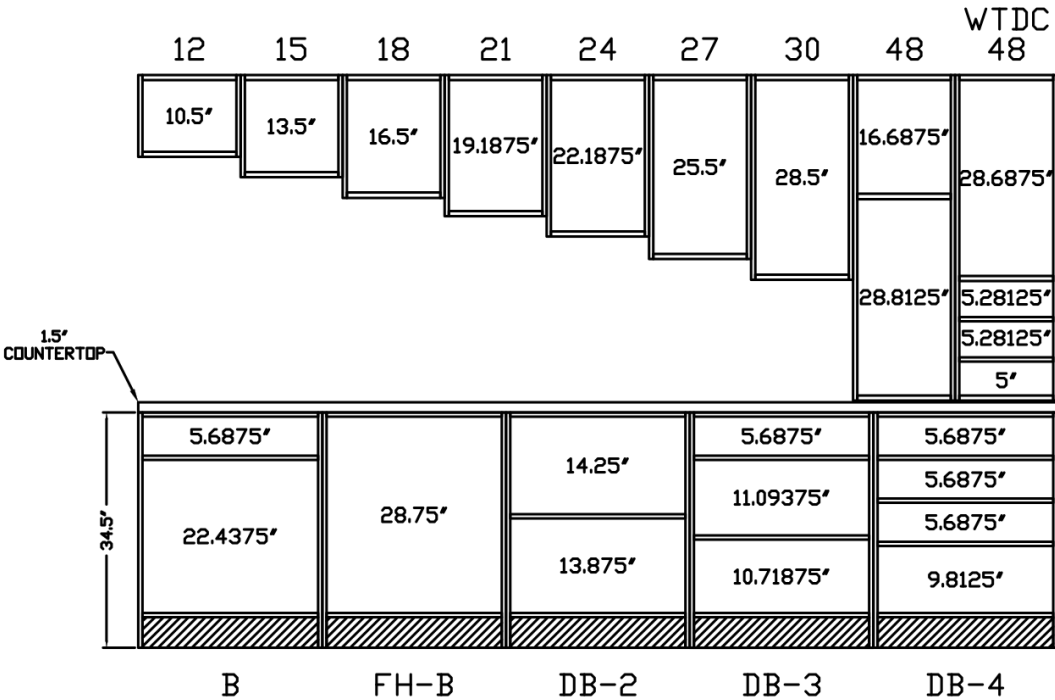 WTDC
12 15 18 21 24 27 30 48 48
10.5″ 13.5″ 16.5″ 19.1875″ 22.1875″ 25.5″ 28.5″ 16.6875″ 28.6875″
28.8125″ 5.28125″
5.28125″
5″
1.5″
COUNTERTOP
34.5″
5.6875″ 28.75″ 14.25″ 5.6875″ 5.6875″
22.4375″ 13.875″ 11.09375″ 5.6875″
10.71875″ 5.6875″
9.8125″
B FH-B DB-2 DB-3 DB-4